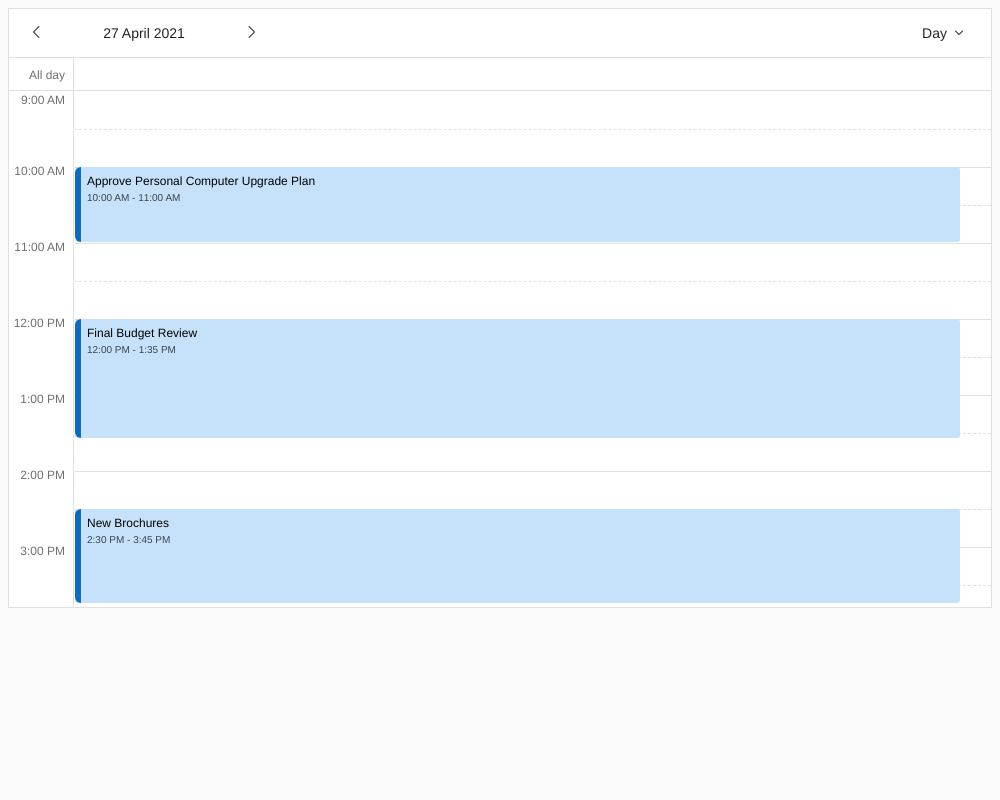 27 April 2021
Day
All day
9:00 AM
10:00 AM
Approve Personal Computer Upgrade Plan
10:00 AM - 11:00 AM
11:00 AM
12:00 PM
Final Budget Review
12:00 PM - 1:35 PM
1:00 PM
2:00 PM
New Brochures
2:30 PM - 3:45 PM
3:00 PM